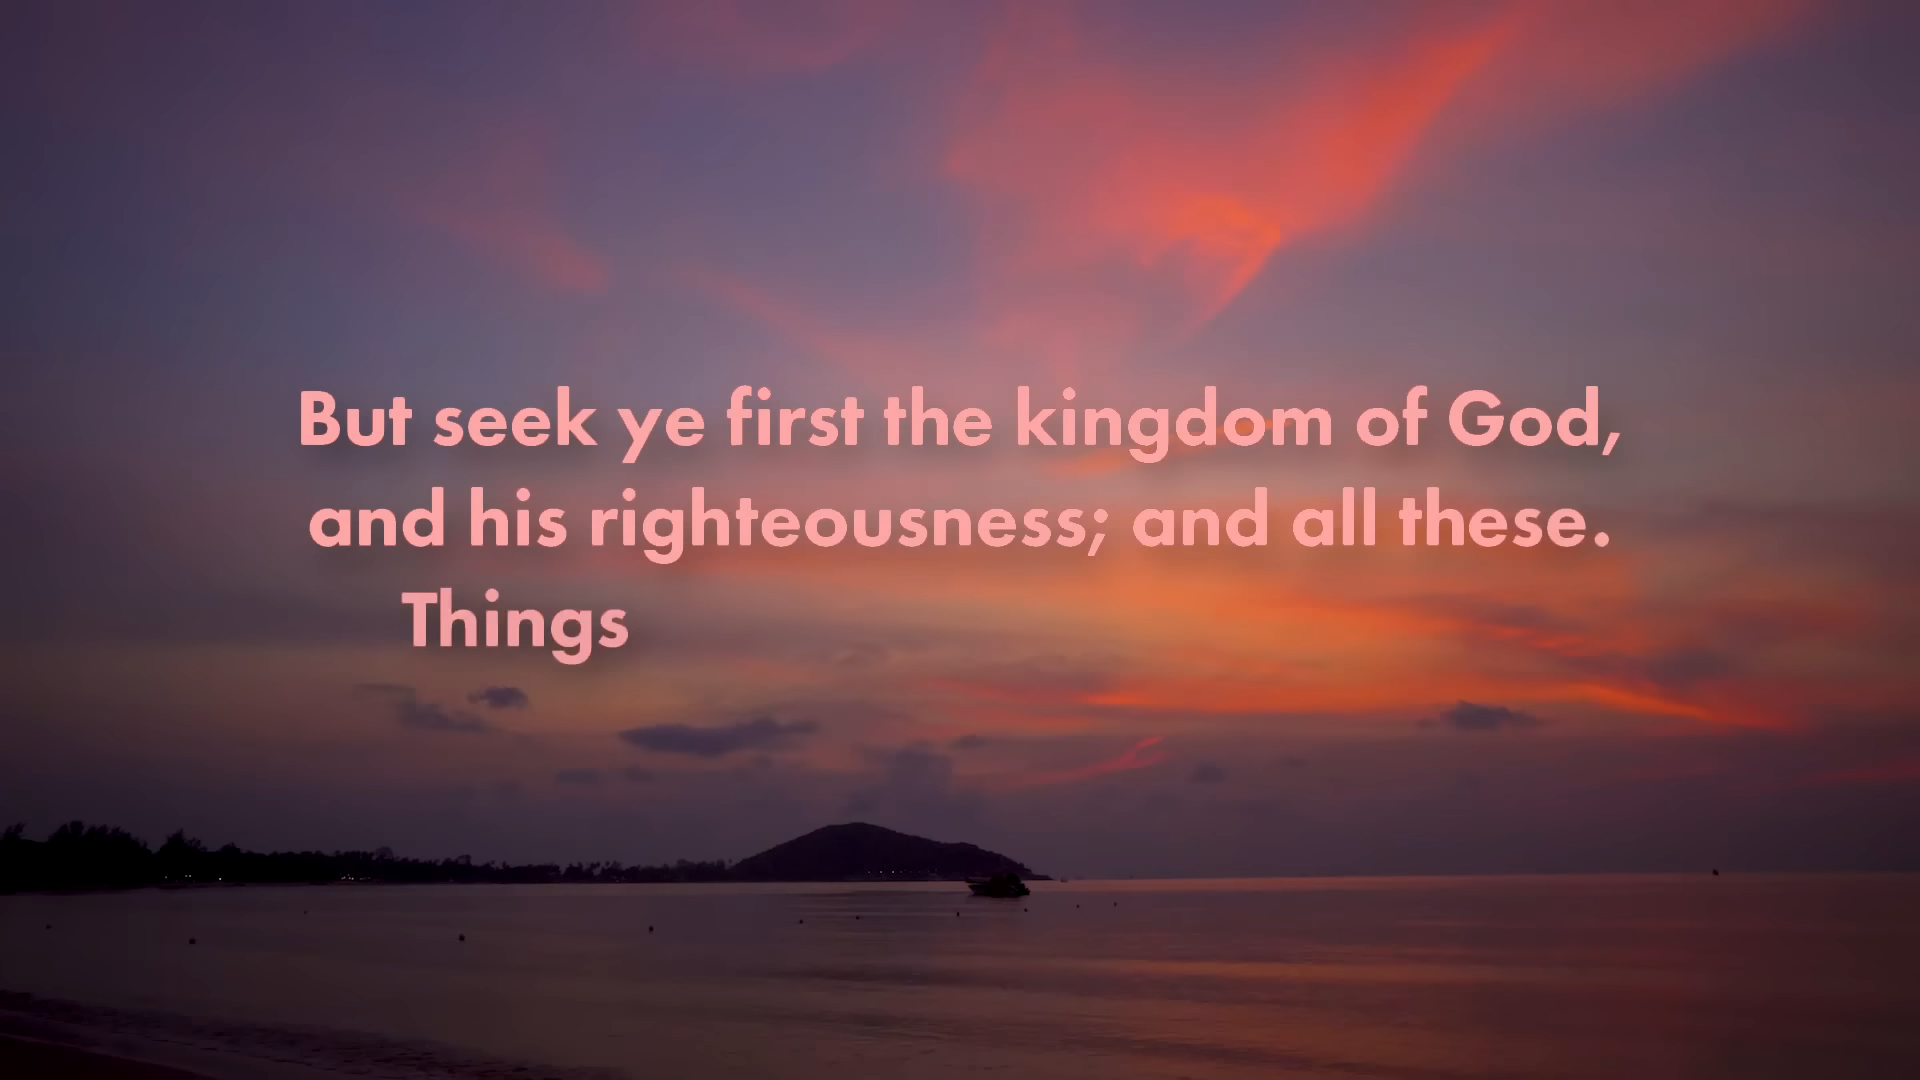 But seek ye first the kingdom of God,
and his righteousness; and all these.
Things